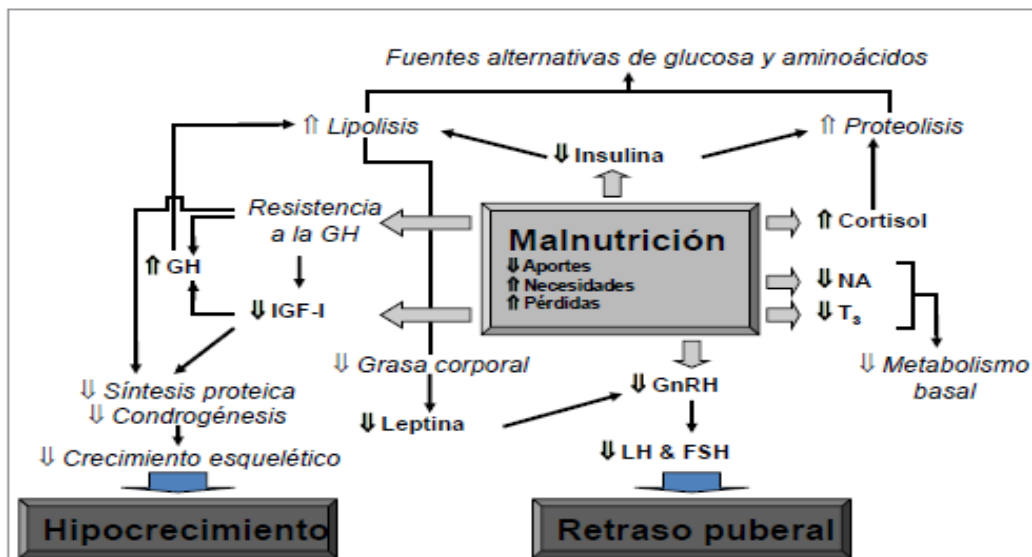 Fuentes alternativas de glucosa y aminoácidos
⇑ Lipolisis
⇑ Proteolisis
⇓ Insulina
Resistencia
a la GH
⇑ GH
⇓ IGF-I
Malnutrición
⇓ Aportes
⇑ Necesidades
⇑ Pérdidas
⇑ Cortisol
⇓ NA
⇓ T₃
⇓ Metabolismo
basal
⇓ Grasa corporal
⇓ GnRH
⇓ Síntesis proteica
⇓ Condrogénesis
⇓ Leptina
⇓ LH & FSH
⇓ Crecimiento esquelético
Hipocrecimiento
Retraso puberal